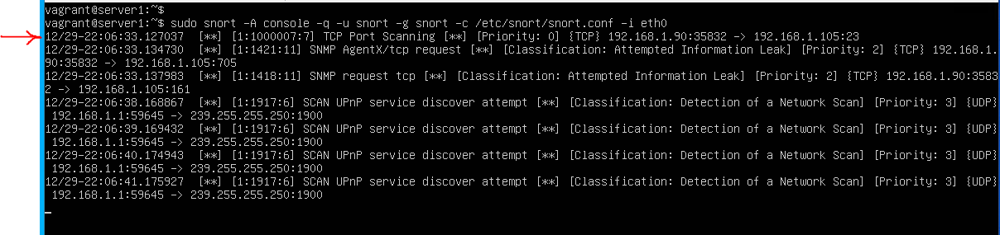 vagrant@server1:~$
vagrant@server1:~$ sudo snort -A console -q -u snort -g snort -c /etc/snort/snort.conf -i eth0
12/29-22:06:33.127037  [**] [1:1000007:7] TCP Port Scanning [**] [Priority: 0] {TCP} 192.168.1.90:35832 -> 192.168.1.105:23
12/29-22:06:33.134730  [**] [1:1421:11] SNMP AgentX/tcp request [**] [Classification: Attempted Information Leak] [Priority: 2] {TCP} 192.168.1.
90:35832 -> 192.168.1.105:705
12/29-22:06:33.137983  [**] [1:1418:11] SNMP request tcp [**] [Classification: Attempted Information Leak] [Priority: 2] {TCP} 192.168.1.90:3583
2 -> 192.168.1.105:161
12/29-22:06:38.168867  [**] [1:1917:6] SCAN UPnP service discover attempt [**] [Classification: Detection of a Network Scan] [Priority: 3] {UDP}
 192.168.1.1:59645 -> 239.255.255.250:1900
12/29-22:06:39.169432  [**] [1:1917:6] SCAN UPnP service discover attempt [**] [Classification: Detection of a Network Scan] [Priority: 3] {UDP}
 192.168.1.1:59645 -> 239.255.255.250:1900
12/29-22:06:40.174943  [**] [1:1917:6] SCAN UPnP service discover attempt [**] [Classification: Detection of a Network Scan] [Priority: 3] {UDP}
 192.168.1.1:59645 -> 239.255.255.250:1900
12/29-22:06:41.175927  [**] [1:1917:6] SCAN UPnP service discover attempt [**] [Classification: Detection of a Network Scan] [Priority: 3] {UDP}
 192.168.1.1:59645 -> 239.255.255.250:1900